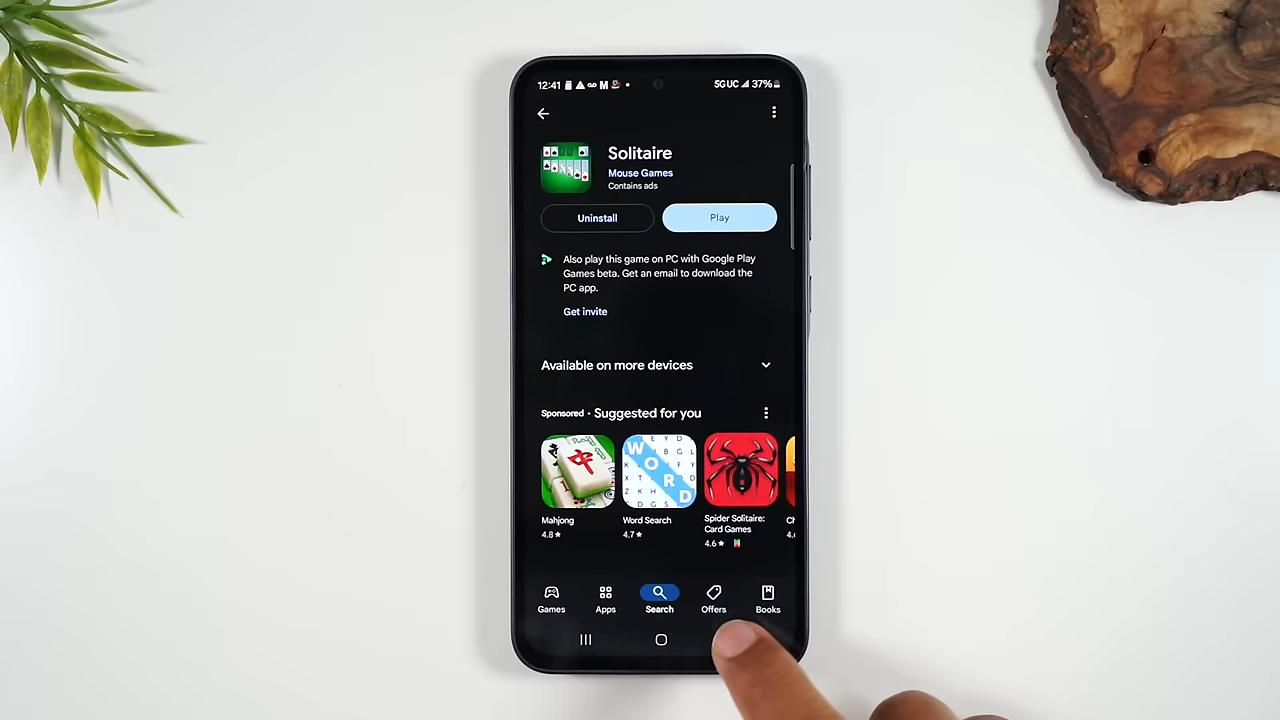 12:41 M 5G UC 37%
Solitaire
Mouse Games
Contains ads
Uninstall
Play
Also play this game on PC with Google Play
Games beta. Get an email to download the
PC app.
Get invite
Available on more devices
Sponsored • Suggested for you
WORD
Mahjong
4.8★
Word Search
4.7★
Spider Solitaire:
Card Games
4.6★
Ch
4.
Games
Apps
Search
Offers
Books